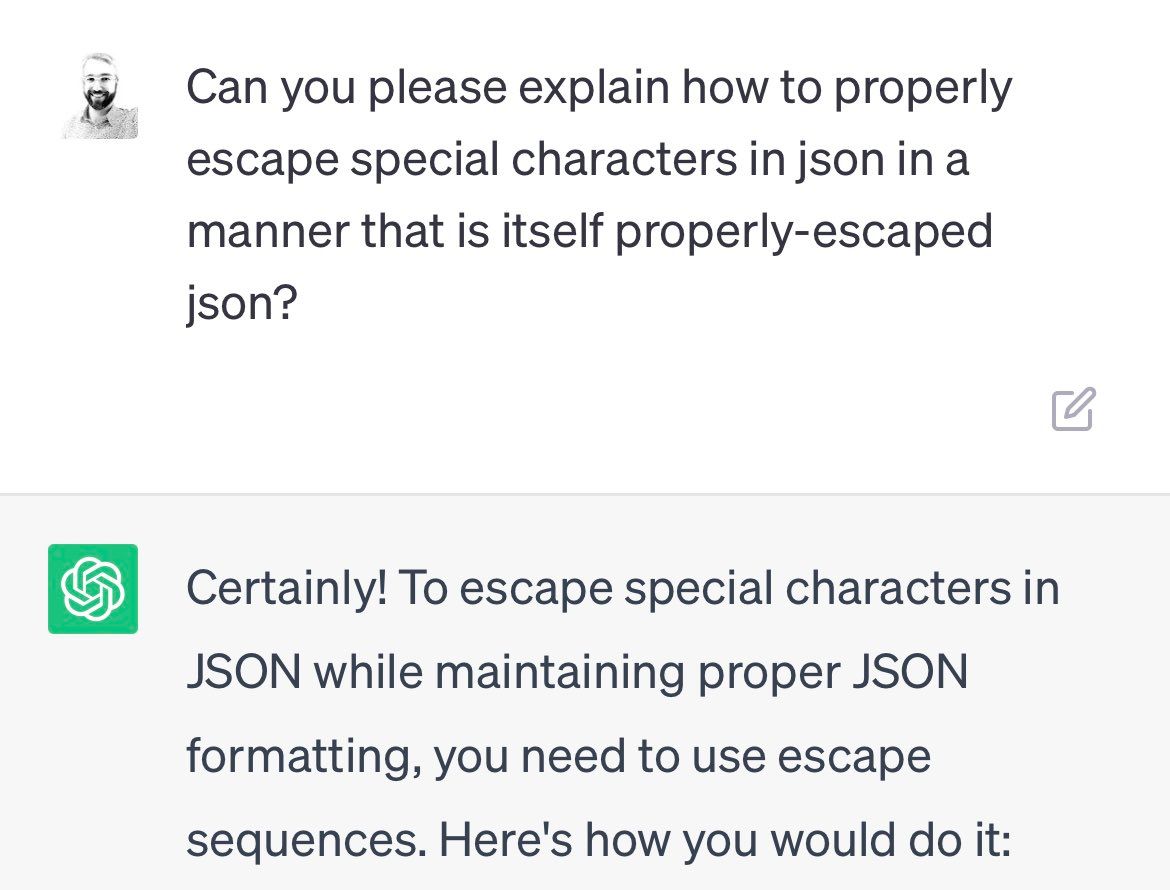 Can you please explain how to properly
escape special characters in json in a
manner that is itself properly-escaped
json?
Certainly! To escape special characters in
JSON while maintaining proper JSON
formatting, you need to use escape
sequences. Here's how you would do it: